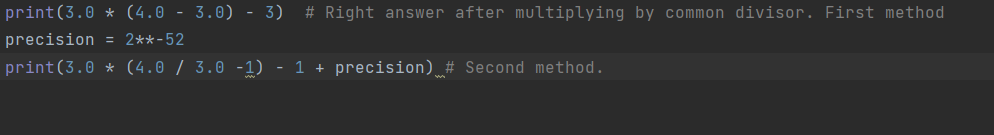 print(3.0 * (4.0 - 3.0) - 3)  # Right answer after multiplying by common divisor. First method
precision = 2**-52
print(3.0 * (4.0 / 3.0 -1) - 1 + precision) # Second method.